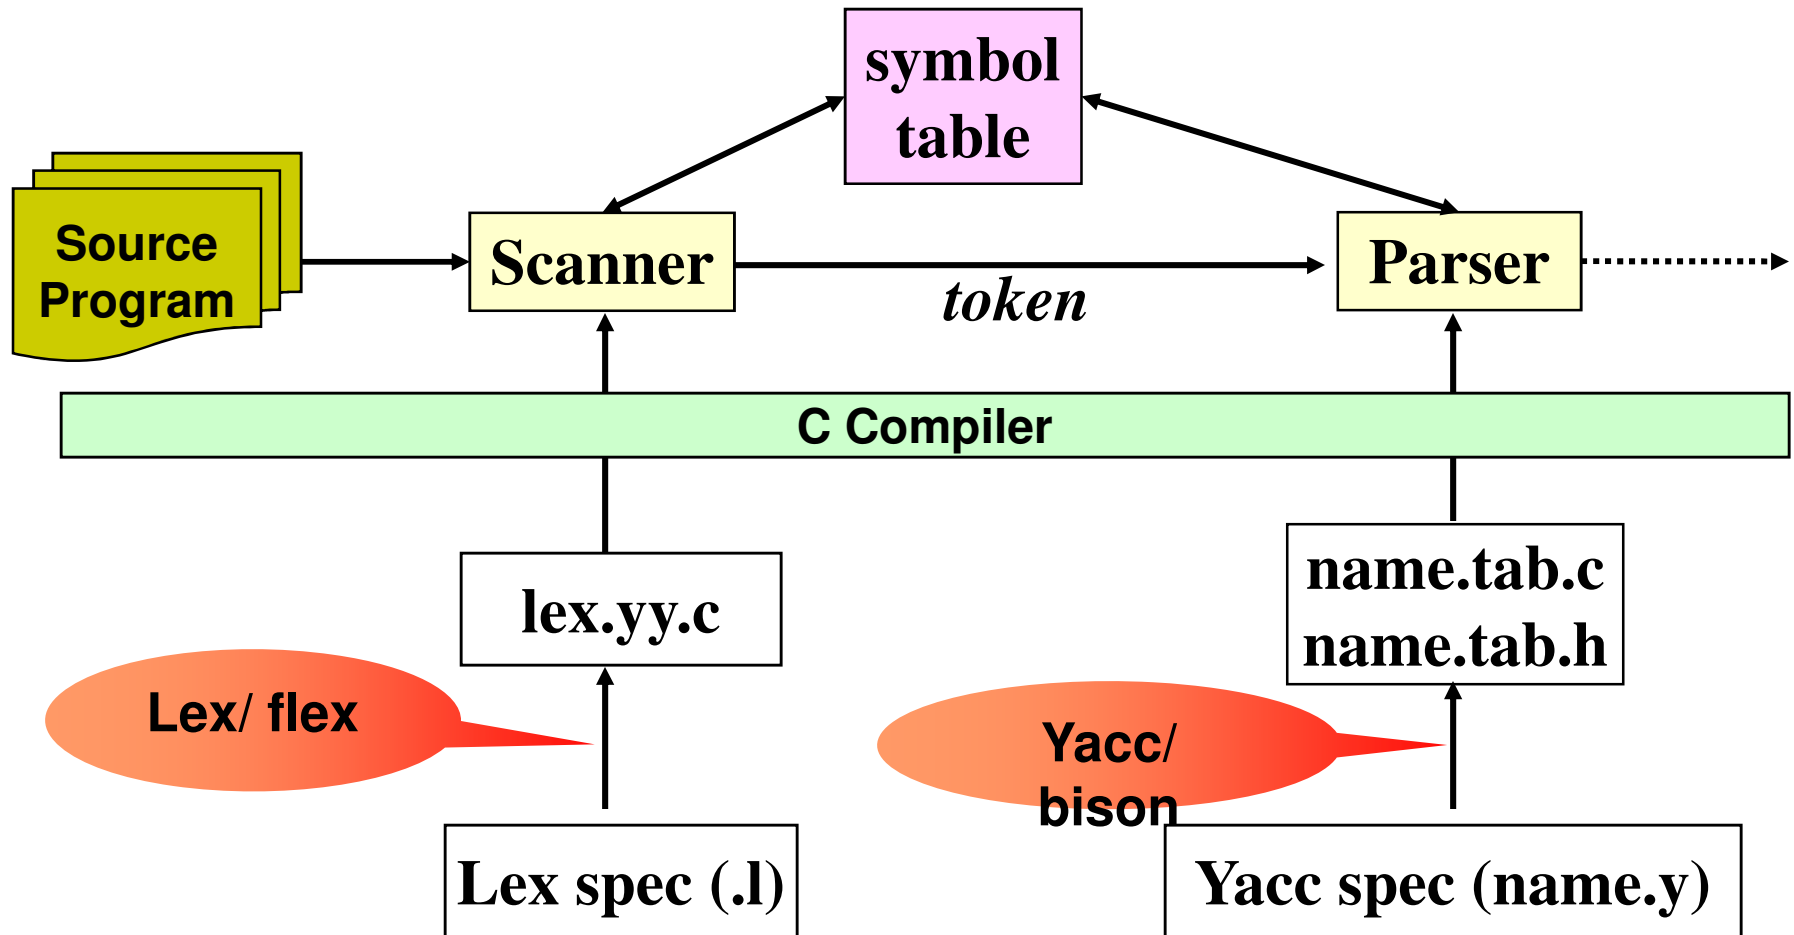 symbol
table
Source
Program
Scanner
token
Parser
C Compiler
lex.yy.c
name.tab.c
name.tab.h
Lex/ flex
Yacc/
bison
Lex spec (.l)
Yacc spec (name.y)